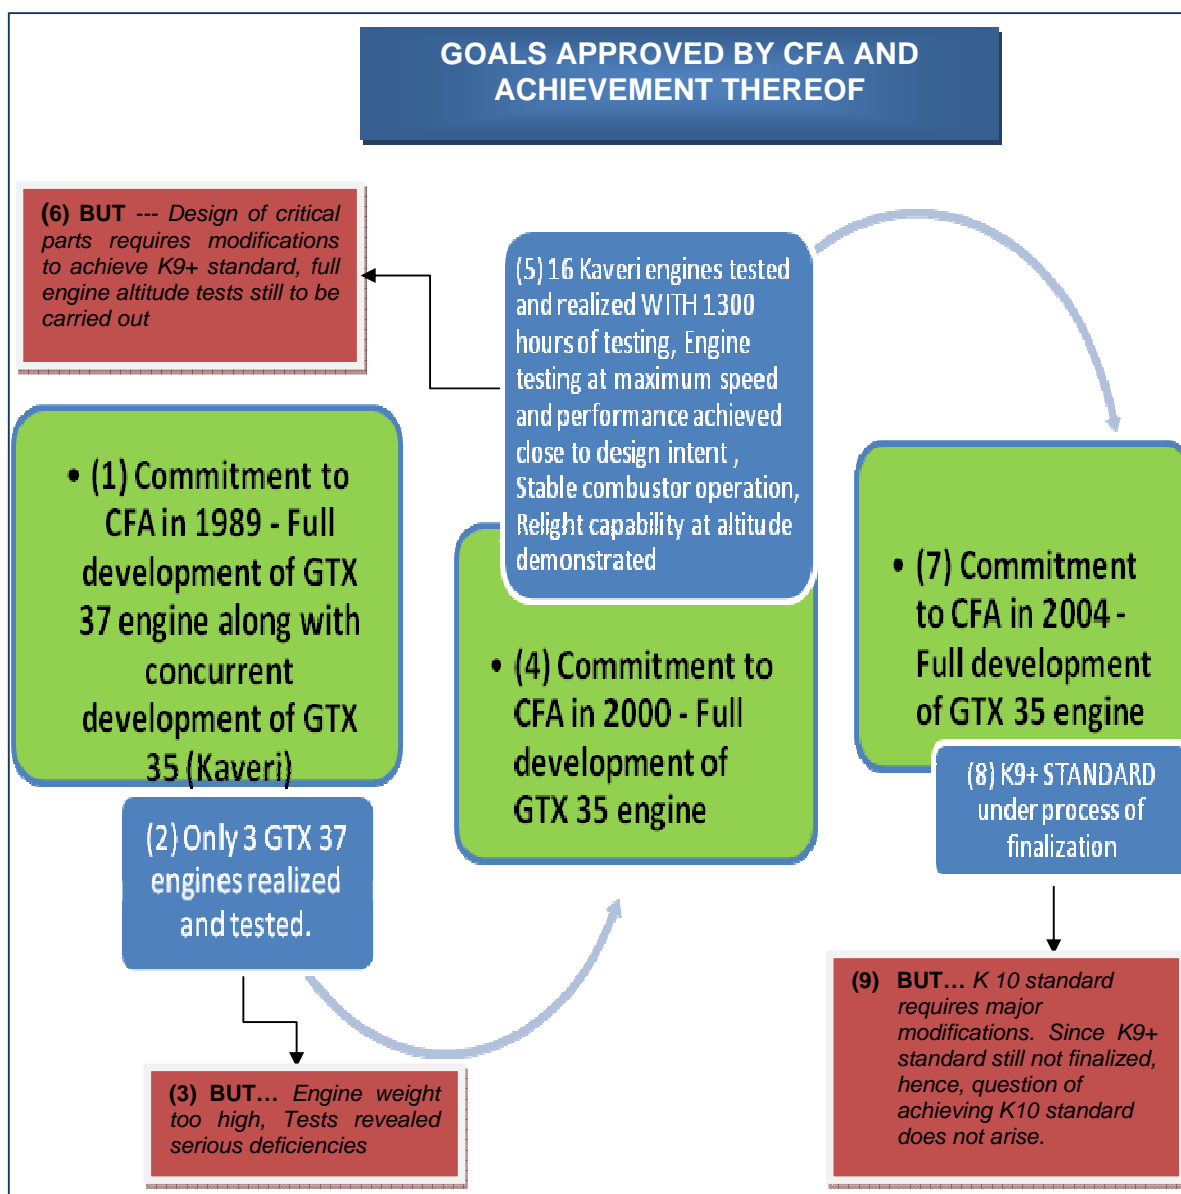 GOALS APPROVED BY CFA AND
ACHIEVEMENT THEREOF
• (1) Commitment to
CFA in 1989 - Full
development of GTX
37 engine along with
concurrent
development of GTX
35 (Kaveri)
(2) Only 3 GTX 37
engines realized
and tested.
(3) BUT… Engine weight
too high, Tests revealed
serious deficiencies
• (4) Commitment to
CFA in 2000 - Full
development of
GTX 35 engine
(5) 16 Kaveri engines tested
and realized WITH 1300
hours of testing, Engine
testing at maximum speed
and performance achieved
close to design intent ,
Stable combustor operation,
Relight capability at altitude
demonstrated
(6) BUT --- Design of critical
parts requires modifications
to achieve K9+ standard, full
engine altitude tests still to be
carried out
• (7) Commitment
to CFA in 2004 -
Full development
of GTX 35 engine
(8) K9+ STANDARD
under process of
finalization
(9) BUT… K 10 standard
requires major
modifications. Since K9+
standard still not finalized,
hence, question of
achieving K10 standard
does not arise.